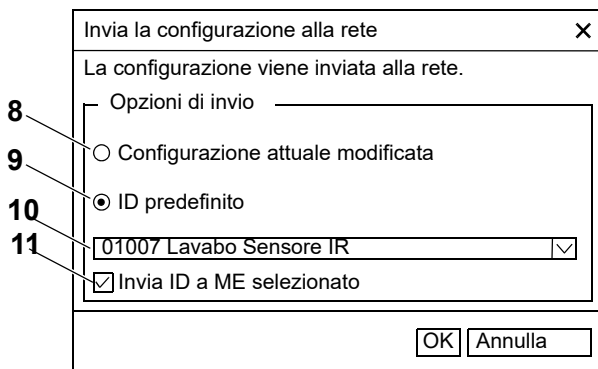 Invia la configurazione alla rete
La configurazione viene inviata alla rete.
Opzioni di invio
8
Configurazione attuale modificata
9
ID predefinito
10
01007 Lavabo Sensore IR
11
Invia ID a ME selezionato
OK Annulla